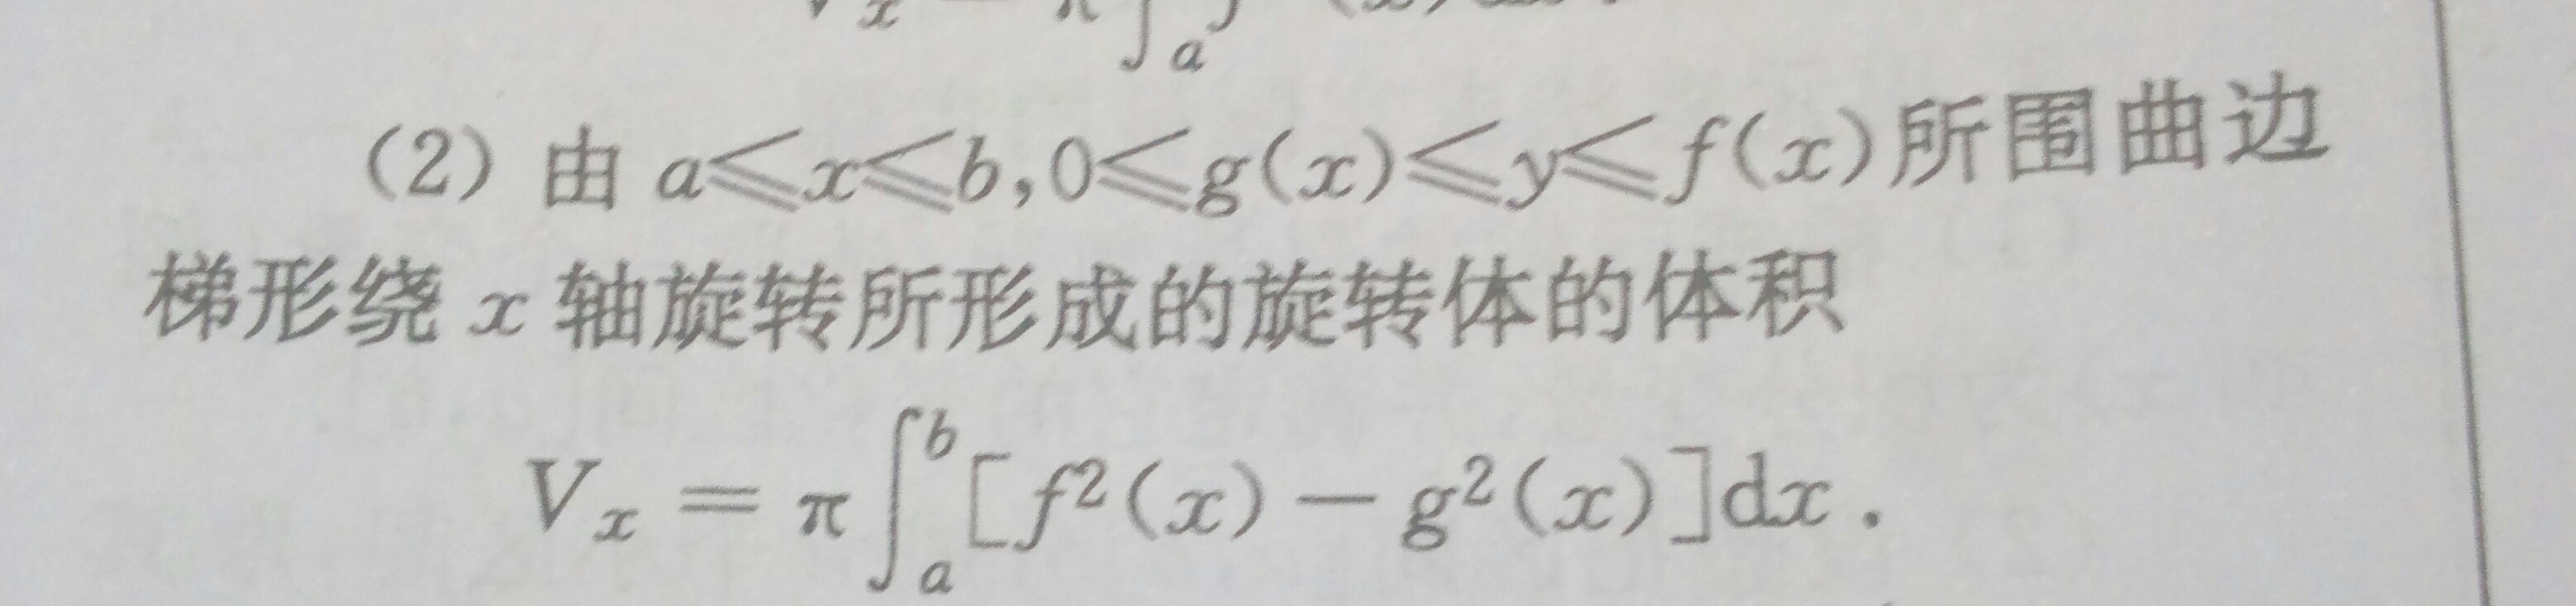 (2) 由 a≤x≤b,0≤g(x)≤y≤f(x)所围曲边
梯形绕 x 轴旋转所形成的旋转体的体积
V_x = π∫_a^b [f²(x) − g²(x)]dx .